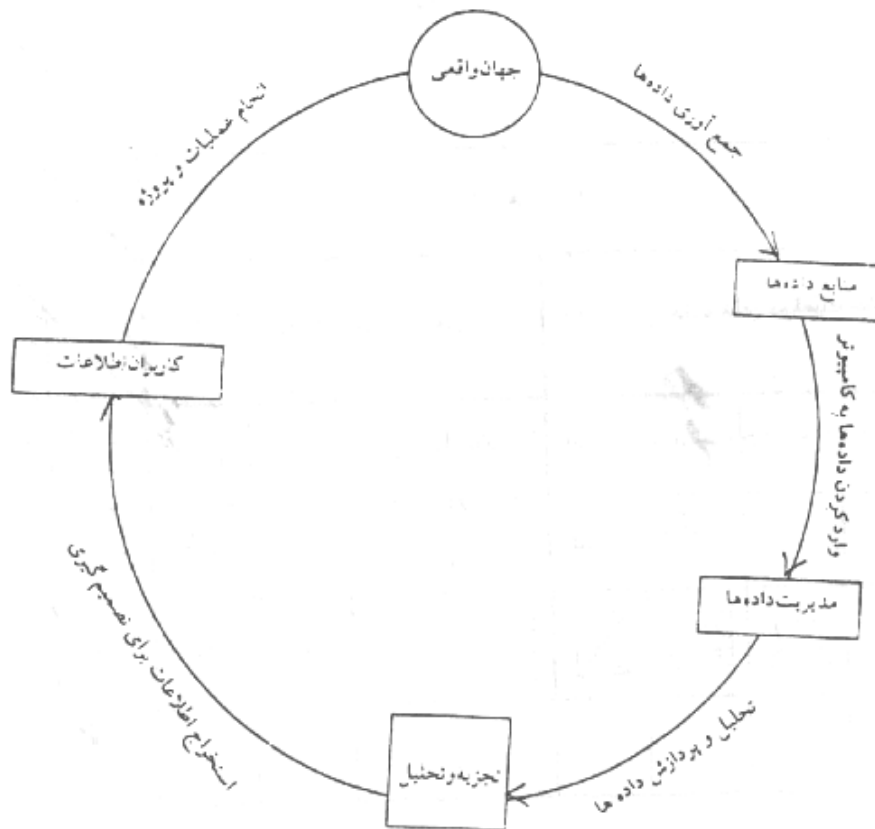 جهان واقعی
جمع آوری داده‌ها
منابع داده‌ها
وارد کردن داده‌ها به کامپیوتر
مدیریت داده‌ها
تحلیل و پردازش داده ها
تجزیه و تحلیل
استخراج اطلاعات برای تصمیم گیری
کاربران اطلاعات
انجام عملیات و پروژه